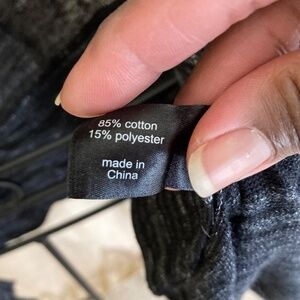 85% cotton
15% polyester
made in
China